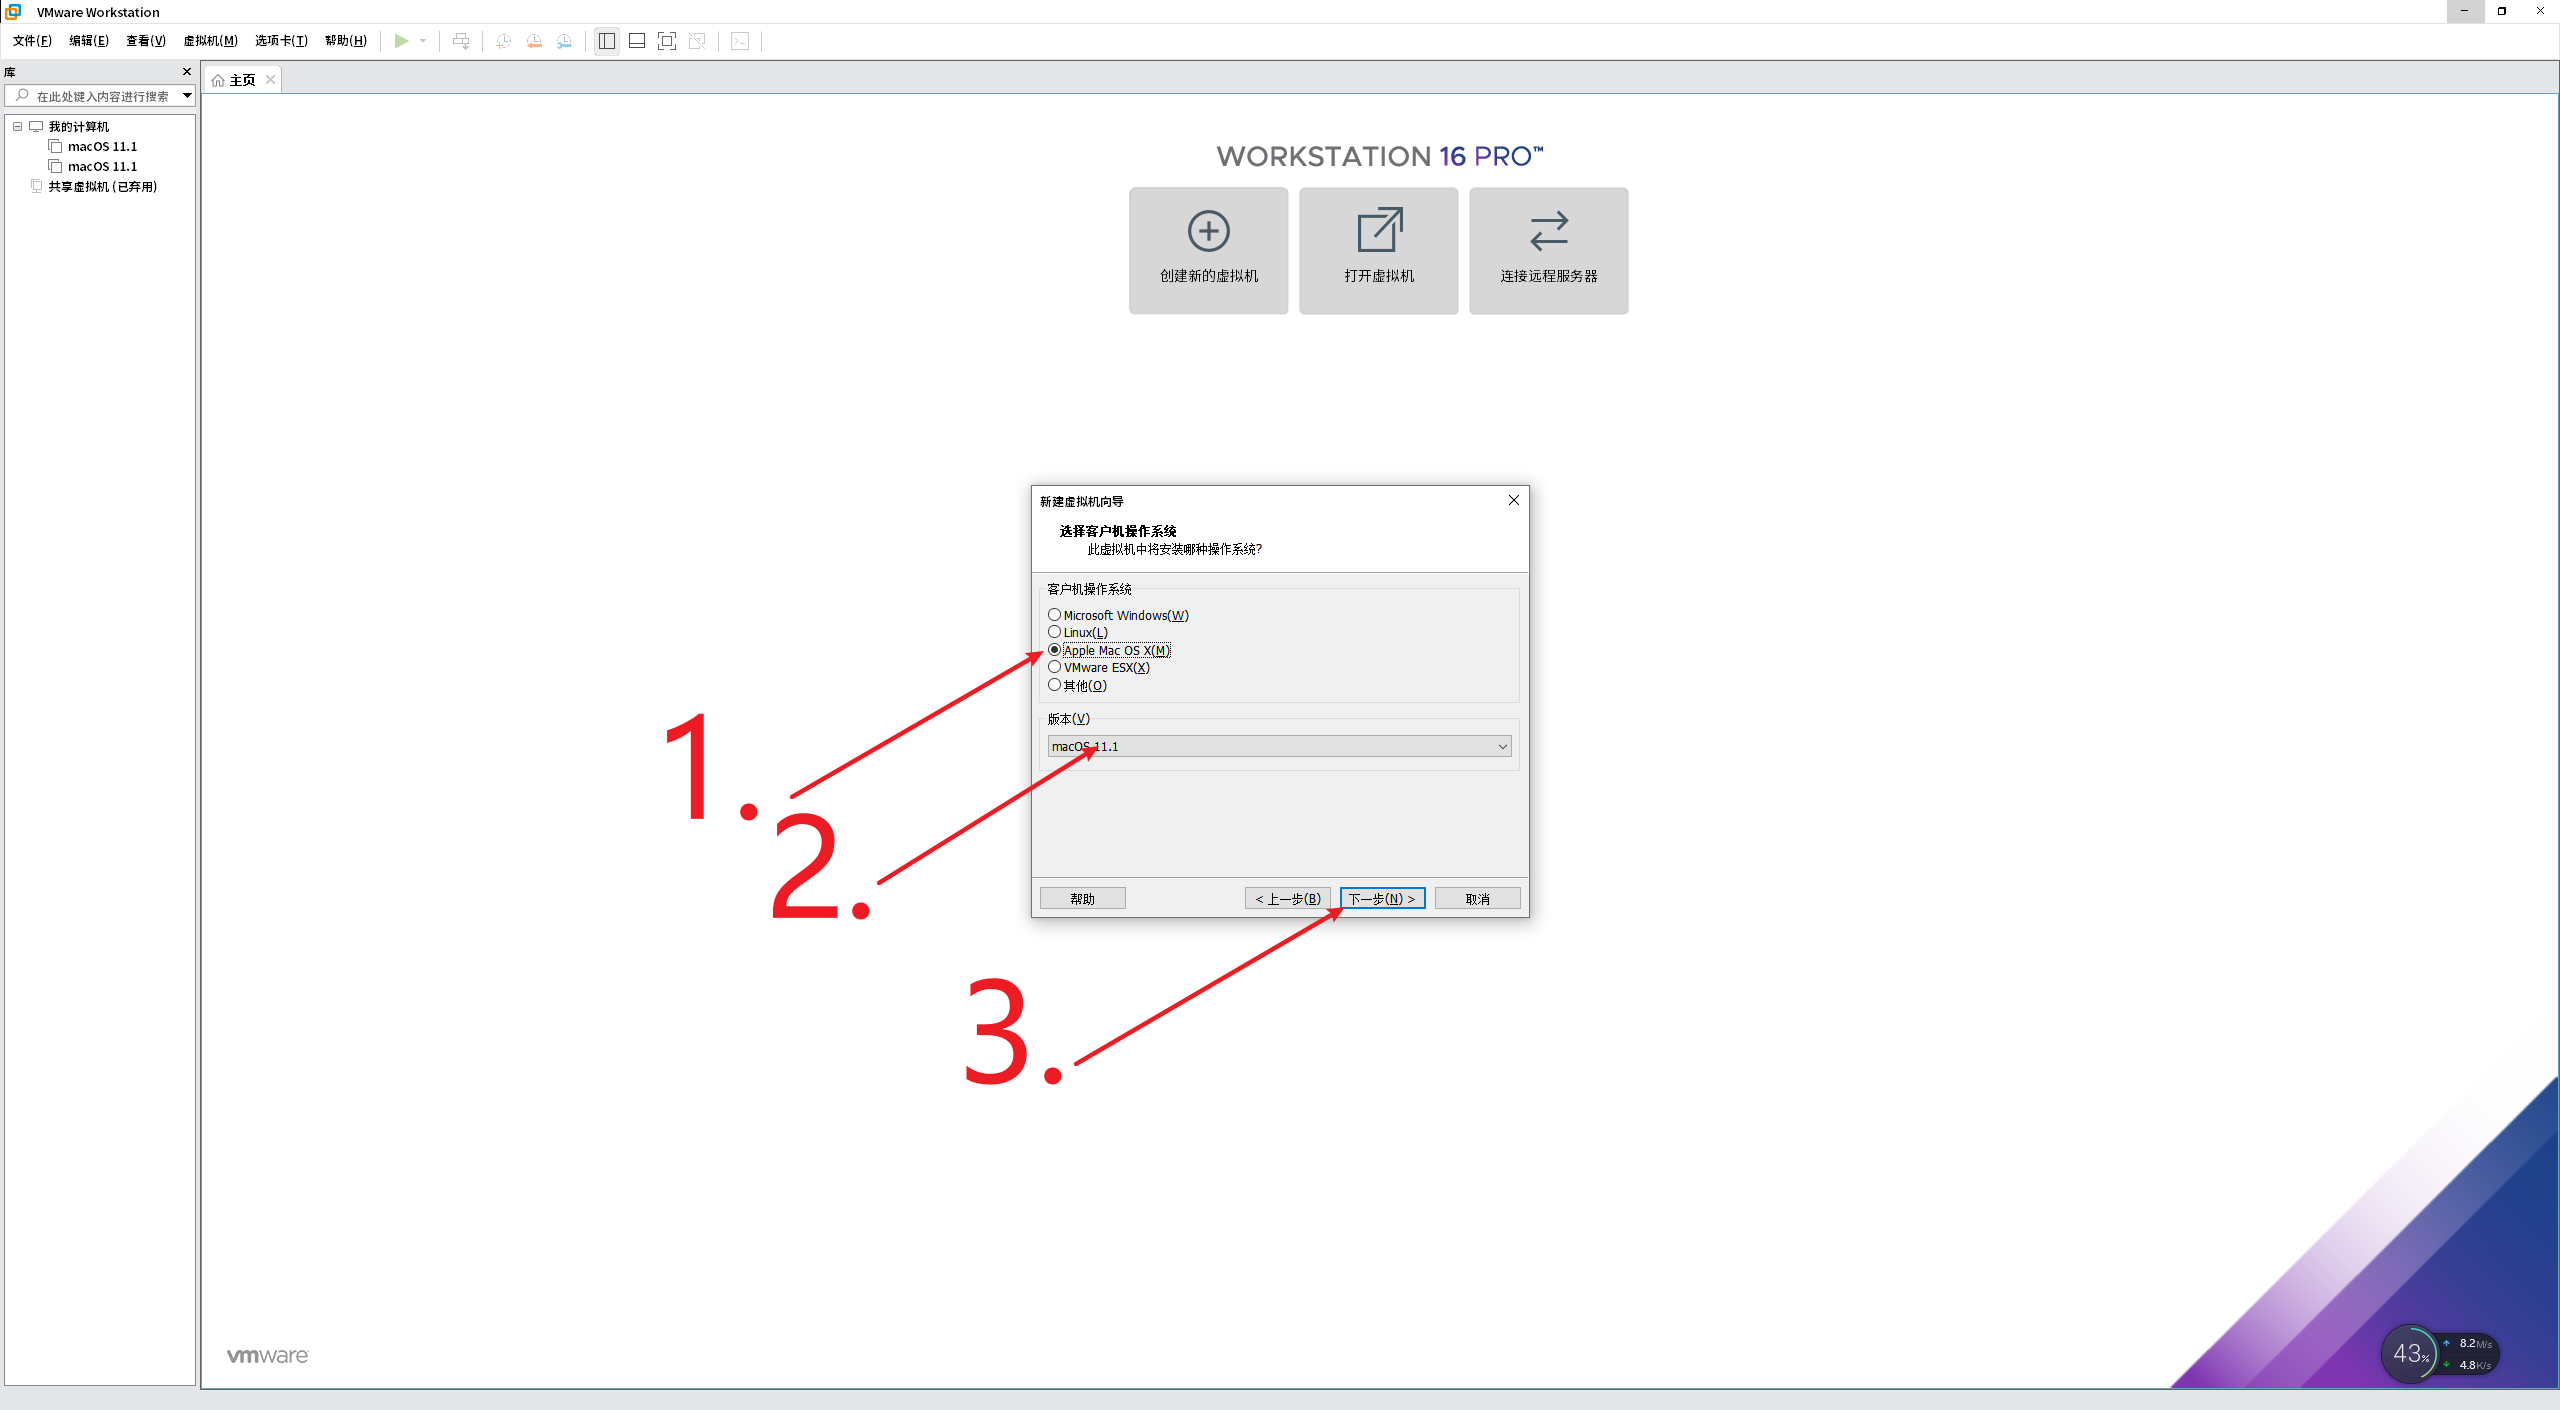 VMware Workstation
文件(F) 编辑(E) 查看(V) 虚拟机(M) 选项卡(T) 帮助(H)
库
在此处键入内容进行搜索
我的计算机
macOS 11.1
macOS 11.1
共享虚拟机 (已弃用)
主页
WORKSTATION 16 PRO™
创建新的虚拟机
打开虚拟机
连接远程服务器
新建虚拟机向导
选择客户机操作系统
此虚拟机中将安装哪种操作系统?
客户机操作系统
Microsoft Windows(W)
Linux(L)
Apple Mac OS X(M)
VMware ESX(X)
其他(O)
版本(V)
macOS 11.1
帮助
< 上一步(B)
下一步(N) >
取消
1.
2.
3.
vmware
43%
8.2M/s
4.8K/s